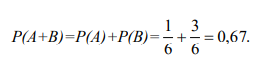 P(A+B)=P(A)+P(B)= 1/6 + 3/6 = 0,67.